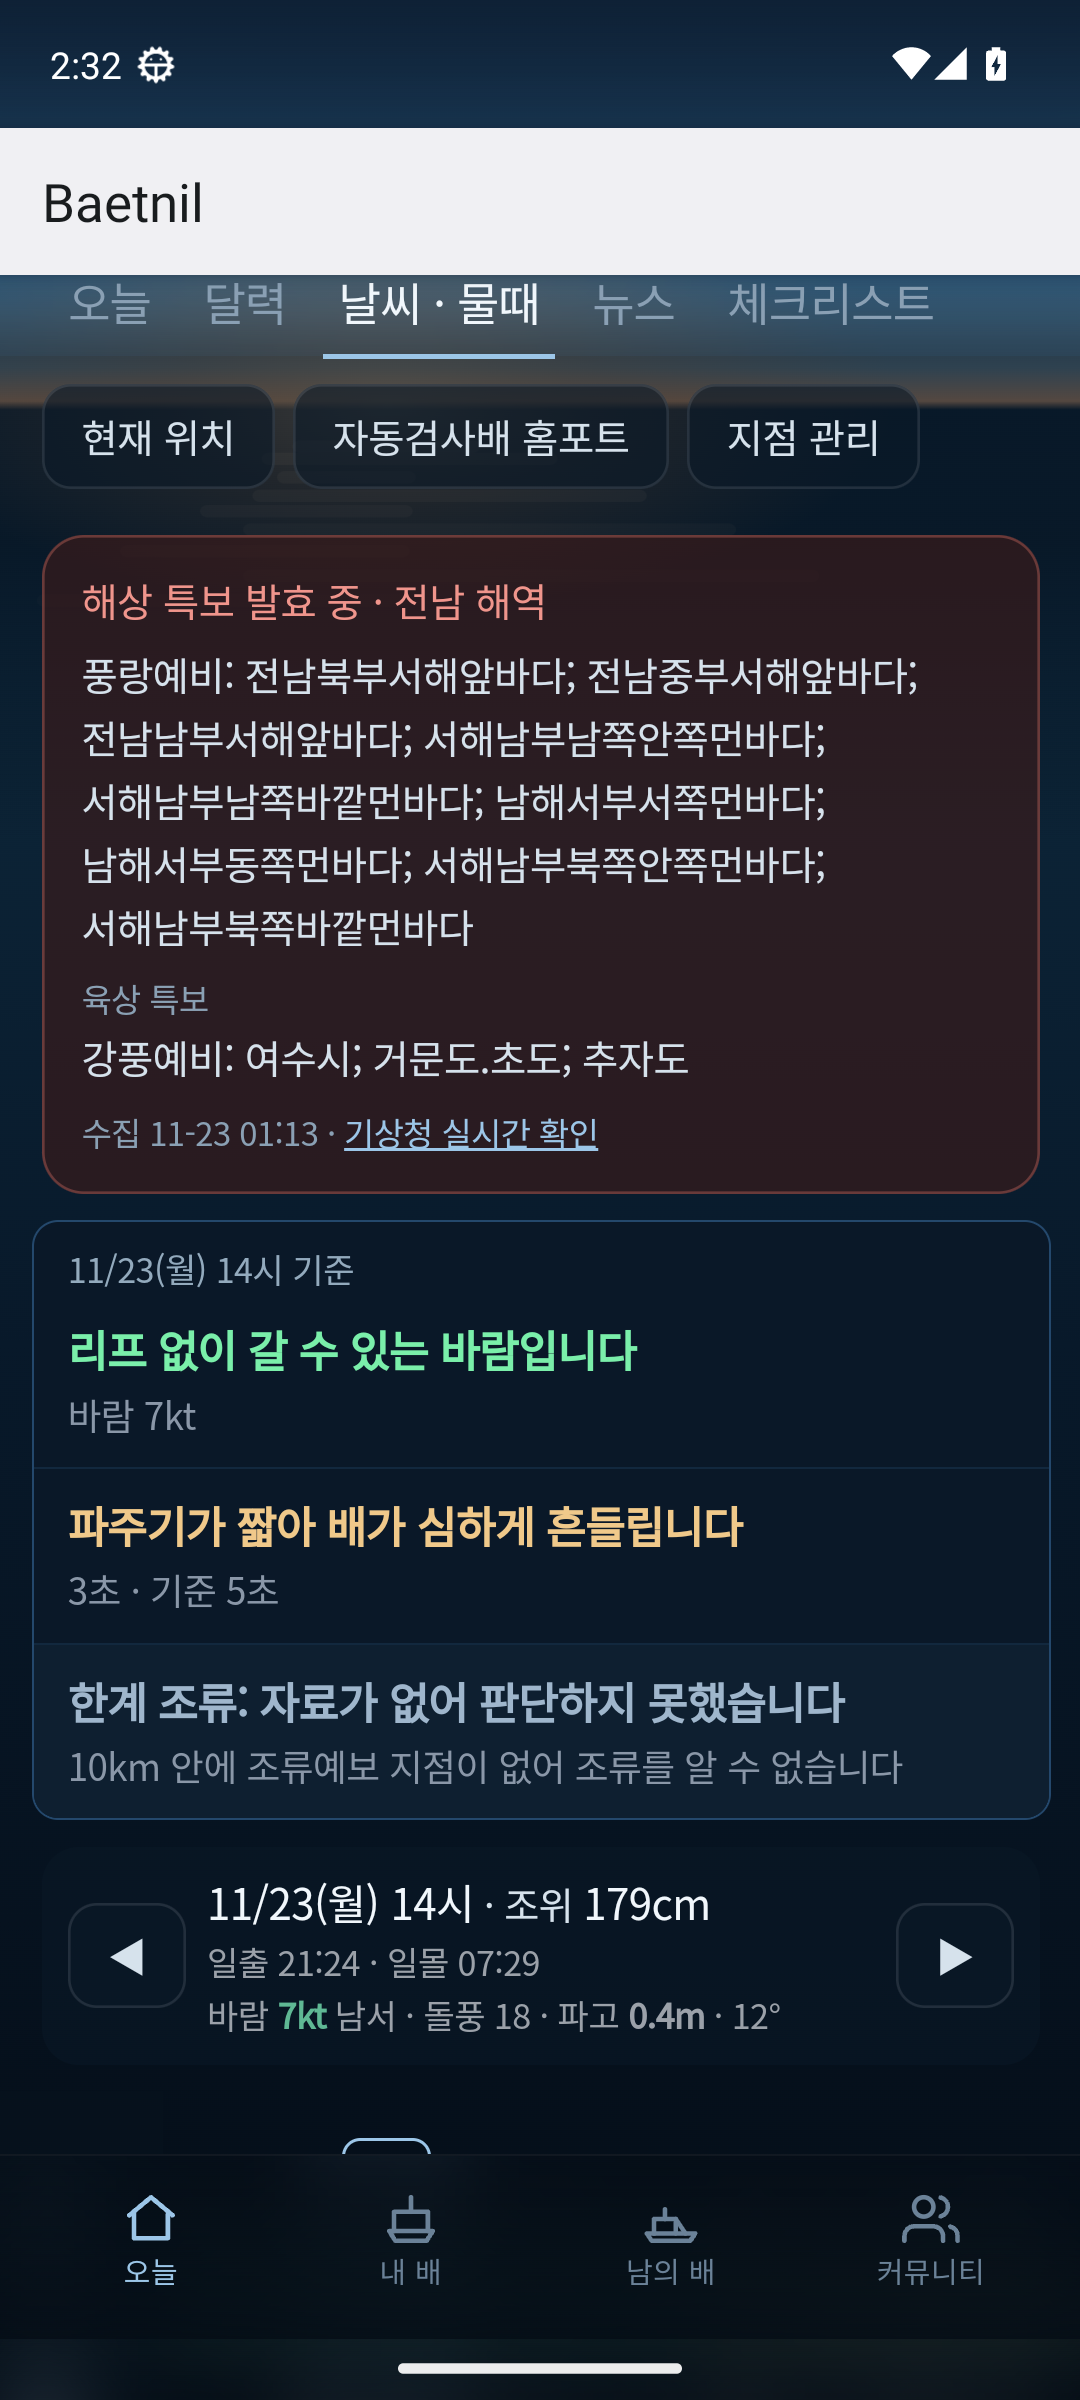 2:32
Baetnil
오늘 달력 날씨 · 물때 뉴스 체크리스트
현재 위치 자동검사배 홈포트 지점 관리
해상 특보 발효 중 · 전남 해역
풍랑예비: 전남북부서해앞바다; 전남중부서해앞바다;
전남남부서해앞바다; 서해남부남쪽안쪽먼바다;
서해남부남쪽바깥먼바다; 남해서부서쪽먼바다;
남해서부동쪽먼바다; 서해남부북쪽안쪽먼바다;
서해남부북쪽바깥먼바다
육상 특보
강풍예비: 여수시; 거문도.초도; 추자도
수집 11-23 01:13 · 기상청 실시간 확인
11/23(월) 14시 기준
리프 없이 갈 수 있는 바람입니다
바람 7kt
파주기가 짧아 배가 심하게 흔들립니다
3초 · 기준 5초
한계 조류: 자료가 없어 판단하지 못했습니다
10km 안에 조류예보 지점이 없어 조류를 알 수 없습니다
11/23(월) 14시 · 조위 179cm
일출 21:24 · 일몰 07:29
바람 7kt 남서 · 돌풍 18 · 파고 0.4m · 12°
오늘 내 배 남의 배 커뮤니티